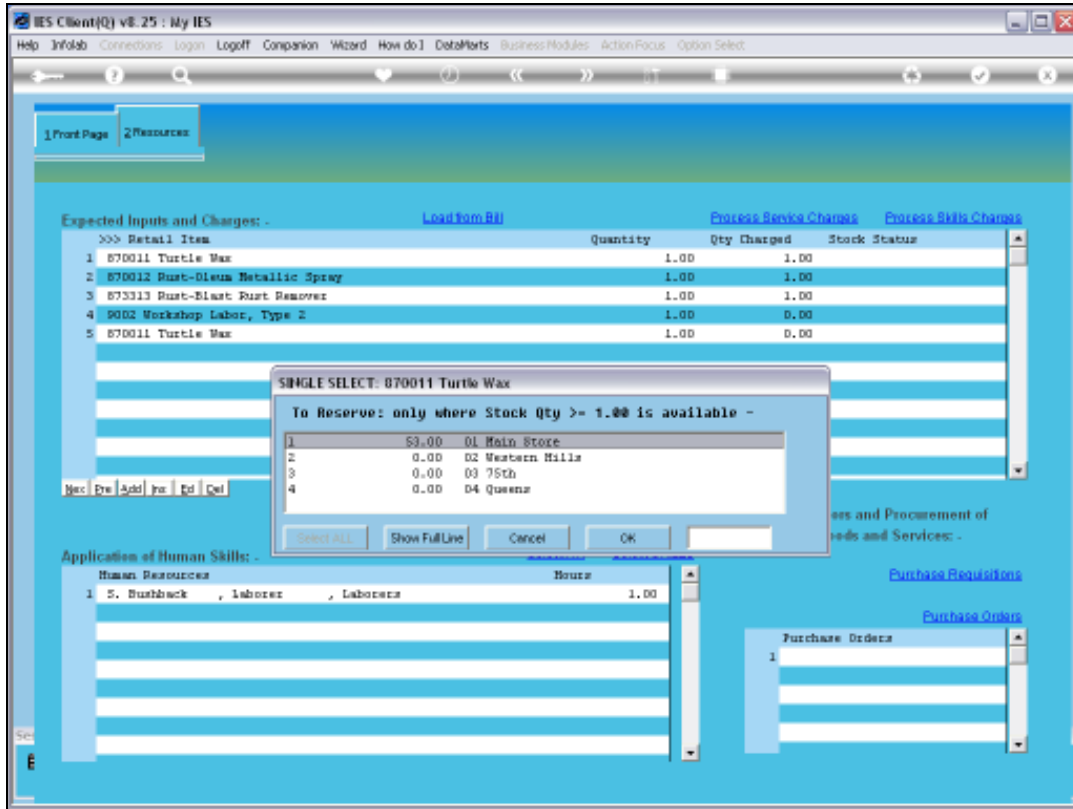 IES Client(Q) v8.25 : My IES
Help Infolab Connections Logon Logoff Companion Wizard How do I DataMarts Business Modules Action Focus Option Select
1 Front Page 2 Resources
Expected Inputs and Charges: - Load from Bill Process Service Charges Process Skills Charges
>>> Retail Item Quantity Qty Charged Stock Status
1 870011 Turtle Wax 1.00 1.00
2 870012 Rust-Oleum Metallic Spray 1.00 1.00
3 873313 Rust-Blast Rust Remover 1.00 1.00
4 9002 Workshop Labor, Type 2 1.00 0.00
5 870011 Turtle Wax 1.00 0.00
SINGLE SELECT: 870011 Turtle Wax
To Reserve: only where Stock Qty >= 1.00 is available -
1 53.00 01 Main Store
2 0.00 02 Western Mills
3 0.00 03 75th
4 0.00 04 Queens
Select ALL Show Full Line Cancel OK
Nex Pre Add Ins Ed Del
and Procurement of
and Services: -
Application of Human Skills: -
Human Resources Hours
1 S. Bushback , laborer , Laborers 1.00
Purchase Requisitions
Purchase Orders
Purchase Orders
1